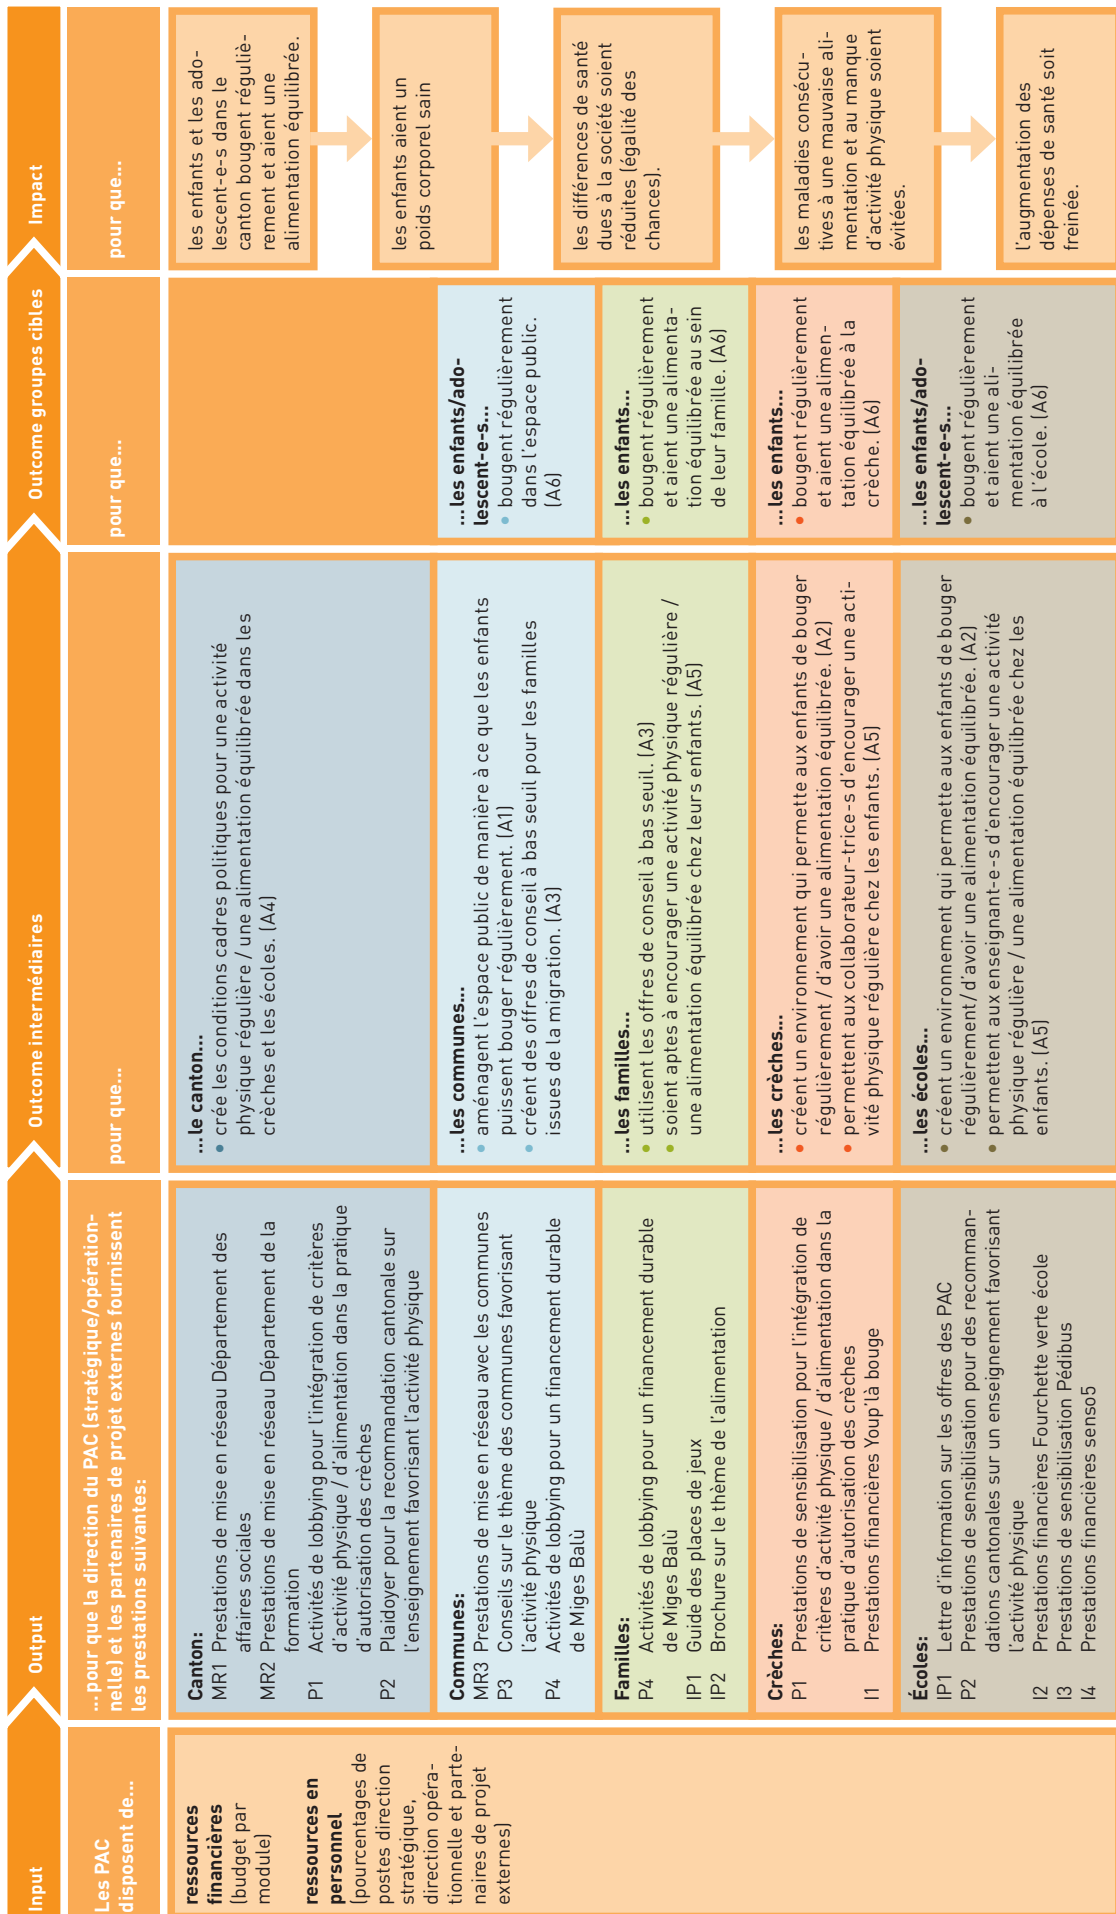 Input
Output
Outcome intermédiaires
Outcome groupes cibles
Impact
Les PAC
disposent de...
... pour que la direction du PAC (stratégique/opération-
nelle) et les partenaires de projet externes fournissent
les prestations suivantes:
pour que...
pour que...
pour que...
ressources
financières
(budget par
module)
ressources en
personnel
(pourcentages de
postes direction
stratégique,
direction opéra-
tionnelle et parte-
naires de projet
externes)
Canton:
MR1 Prestations de mise en réseau Département des
affaires sociales
MR2 Prestations de mise en réseau Département de la
formation
P1 Activités de lobbying pour l'intégration de critères
d'activité physique / d'alimentation dans la pratique
d'autorisation des crèches
P2 Plaidoyer pour la recommandation cantonale sur
l'enseignement favorisant l'activité physique
...le canton...
• crée les conditions cadres politiques pour une activité
physique régulière / une alimentation équilibrée dans les
crèches et les écoles. (A4)
Communes:
MR3 Prestations de mise en réseau avec les communes
P3 Conseils sur le thème des communes favorisant
l'activité physique
P4 Activités de lobbying pour un financement durable
de Miges Balù
...les communes...
• aménagent l'espace public de manière à ce que les enfants
puissent bouger régulièrement. (A1)
• créent des offres de conseil à bas seuil pour les familles
issues de la migration. (A3)
...les enfants/ado-
lescent-e-s...
• bougent régulièrement
dans l'espace public.
(A6)
Familles:
P4 Activités de lobbying pour un financement durable
de Miges Balù
IP1 Guide des places de jeux
IP2 Brochure sur le thème de l'alimentation
...les familles...
• utilisent les offres de conseil à bas seuil. (A3)
• soient aptes à encourager une activité physique régulière /
une alimentation équilibrée chez leurs enfants. (A5)
...les enfants...
• bougent régulièrement
et aient une alimenta-
tion équilibrée au sein
de leur famille. (A6)
Crèches:
P1 Prestations de sensibilisation pour l'intégration de
critères d'activité physique / d'alimentation dans la
pratique d'autorisation des crèches
I1 Prestations financières Youp'là bouge
...les crèches...
• créent un environnement qui permette aux enfants de bouger
régulièrement / d'avoir une alimentation équilibrée. (A2)
• permettent aux collaborateur-trice-s d'encourager une acti-
vité physique régulière chez les enfants. (A5)
...les enfants...
• bougent régulièrement
et aient une alimen-
tation équilibrée à la
crèche. (A6)
Écoles:
IP1 Lettre d'information sur les offres des PAC
P2 Prestations de sensibilisation pour des recomman-
dations cantonales sur un enseignement favorisant
l'activité physique
I2 Prestations financières Fourchette verte école
I3 Prestations de sensibilisation Pédibus
I4 Prestations financières senso5
...les écoles...
• créent un environnement qui permette aux enfants de bouger
régulièrement/ d'avoir une alimentation équilibrée. (A2)
• permettent aux enseignant-e-s d'encourager une activité
physique régulière / une alimentation équilibrée chez les
enfants. (A5)
...les enfants/ado-
lescent-e-s...
• bougent régulièrement
et aient une ali-
mentation équilibrée
à l'école. (A6)
les enfants et les ado-
lescent-e-s dans le
canton bougent réguliè-
rement et aient une
alimentation équilibrée.
les enfants aient un
poids corporel sain
les différences de santé
dues à la société soient
réduites (égalité des
chances).
les maladies consécu-
tives à une mauvaise ali-
mentation et au manque
d'activité physique soient
évitées.
l'augmentation des
dépenses de santé soit
freinée.